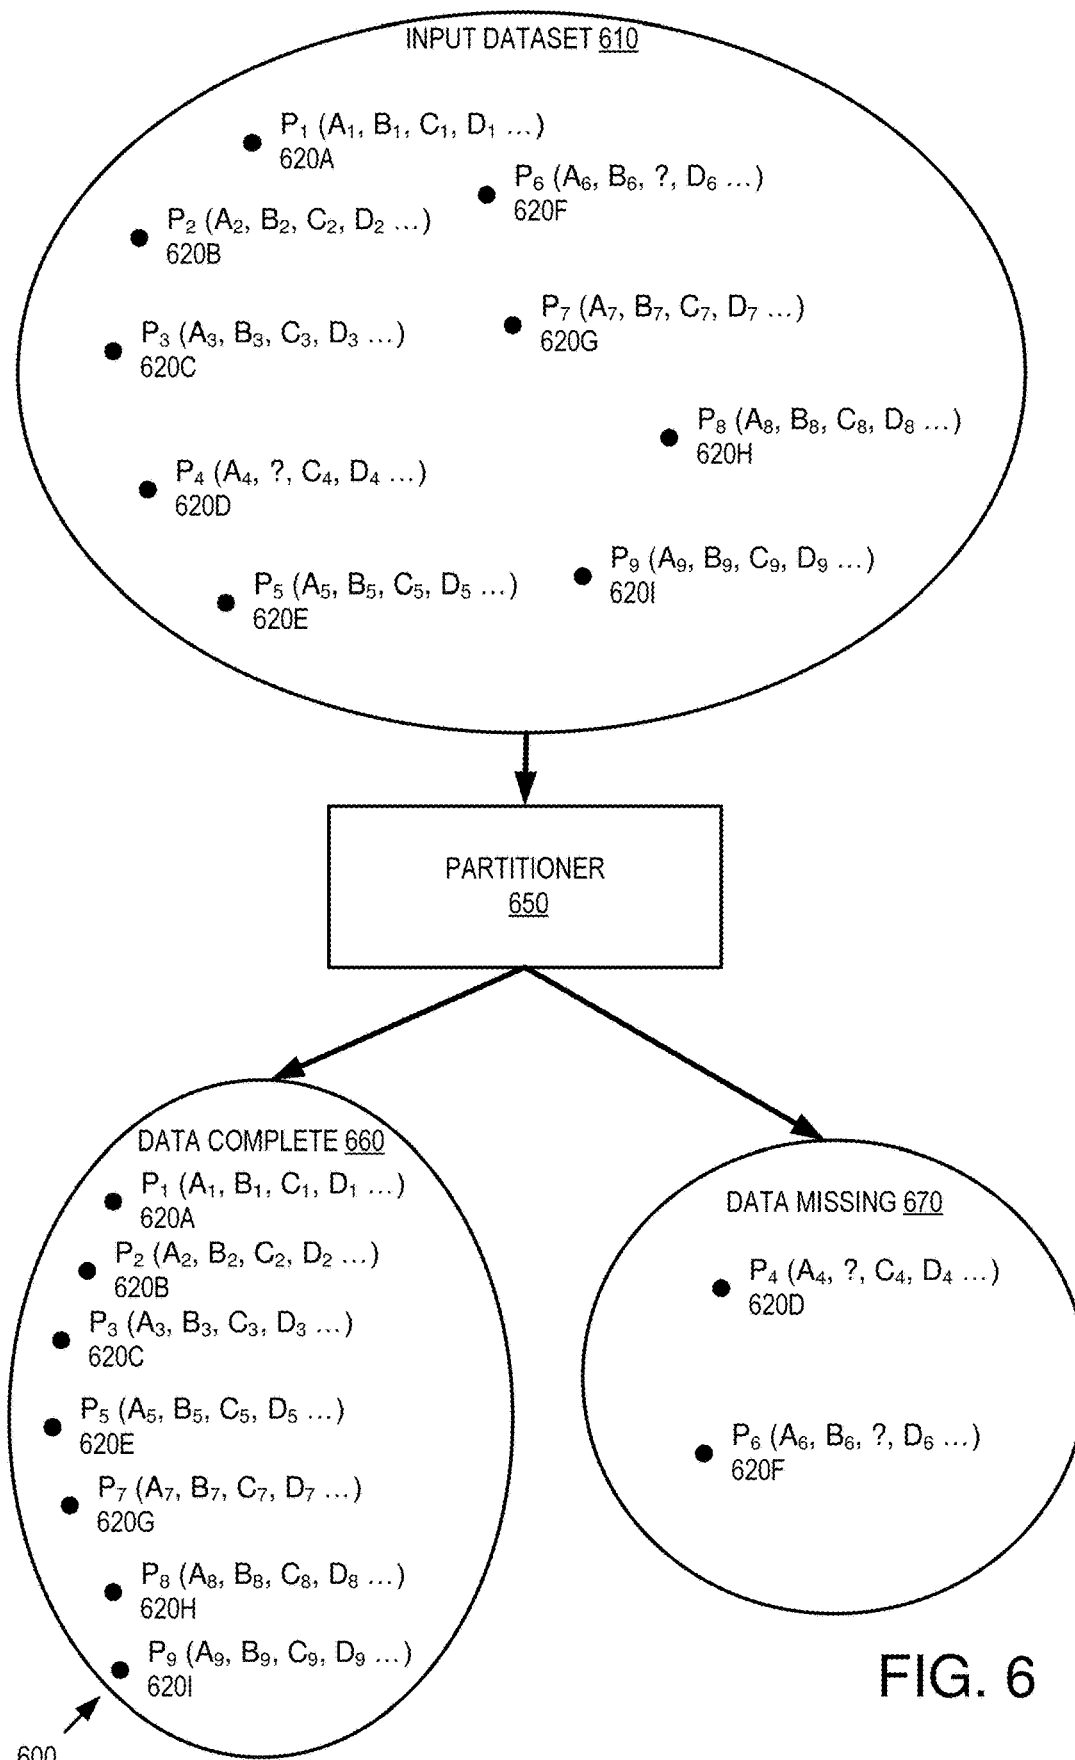 INPUT DATASET 610
P₁ (A₁, B₁, C₁, D₁ ...)
620A
P₆ (A₆, B₆, ?, D₆ ...)
620F
P₂ (A₂, B₂, C₂, D₂ ...)
620B
P₇ (A₇, B₇, C₇, D₇ ...)
620G
P₃ (A₃, B₃, C₃, D₃ ...)
620C
P₈ (A₈, B₈, C₈, D₈ ...)
620H
P₄ (A₄, ?, C₄, D₄ ...)
620D
P₉ (A₉, B₉, C₉, D₉ ...)
620I
P₅ (A₅, B₅, C₅, D₅ ...)
620E
PARTITIONER
650
DATA COMPLETE 660
P₁ (A₁, B₁, C₁, D₁ ...)
620A
P₂ (A₂, B₂, C₂, D₂ ...)
620B
P₃ (A₃, B₃, C₃, D₃ ...)
620C
P₅ (A₅, B₅, C₅, D₅ ...)
620E
P₇ (A₇, B₇, C₇, D₇ ...)
620G
P₈ (A₈, B₈, C₈, D₈ ...)
620H
P₉ (A₉, B₉, C₉, D₉ ...)
620I
DATA MISSING 670
P₄ (A₄, ?, C₄, D₄ ...)
620D
P₆ (A₆, B₆, ?, D₆ ...)
620F
FIG. 6
600